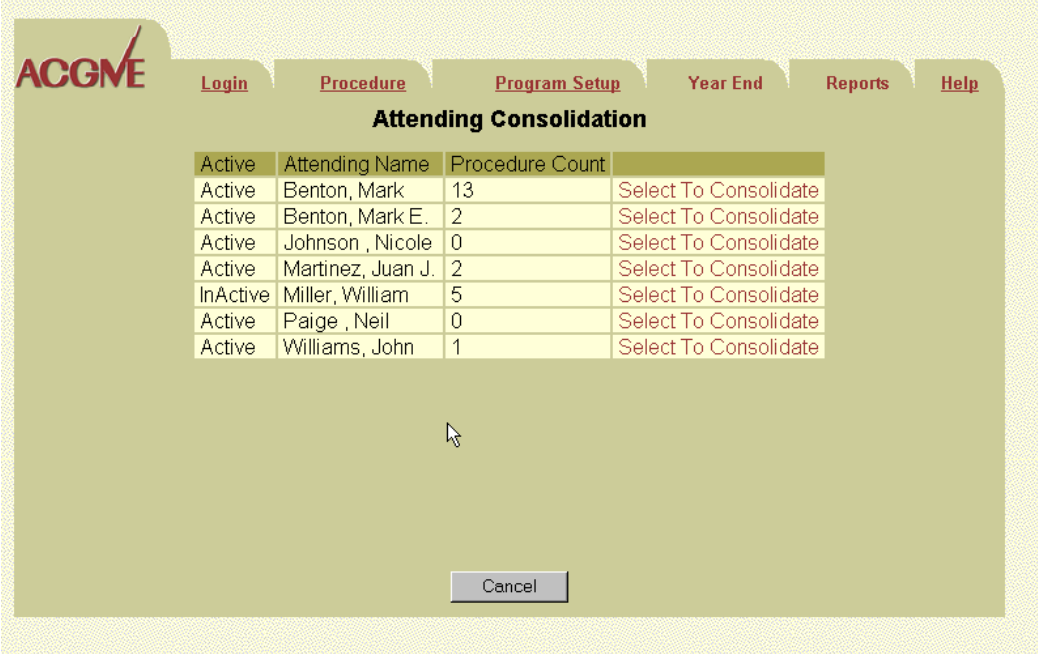 ACGME
Login Procedure Program Setup Year End Reports Help
Attending Consolidation
Active Attending Name Procedure Count
Active Benton, Mark 13 Select To Consolidate
Active Benton, Mark E. 2 Select To Consolidate
Active Johnson , Nicole 0 Select To Consolidate
Active Martinez, Juan J. 2 Select To Consolidate
InActive Miller, William 5 Select To Consolidate
Active Paige , Neil 0 Select To Consolidate
Active Williams, John 1 Select To Consolidate
Cancel